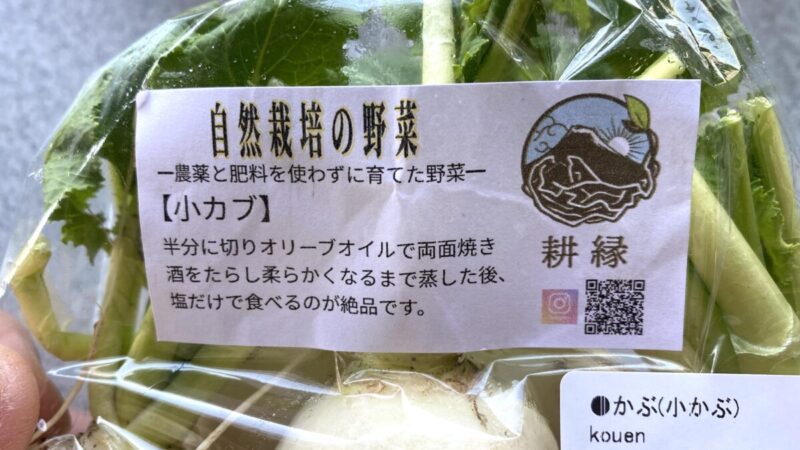 自然栽培の野菜
ー農薬と肥料を使わずに育てた野菜ー
【小カブ】
半分に切りオリーブオイルで両面焼き
酒をたらし柔らかくなるまで蒸した後、
塩だけで食べるのが絶品です。
耕縁
●かぶ(小かぶ)
kouen